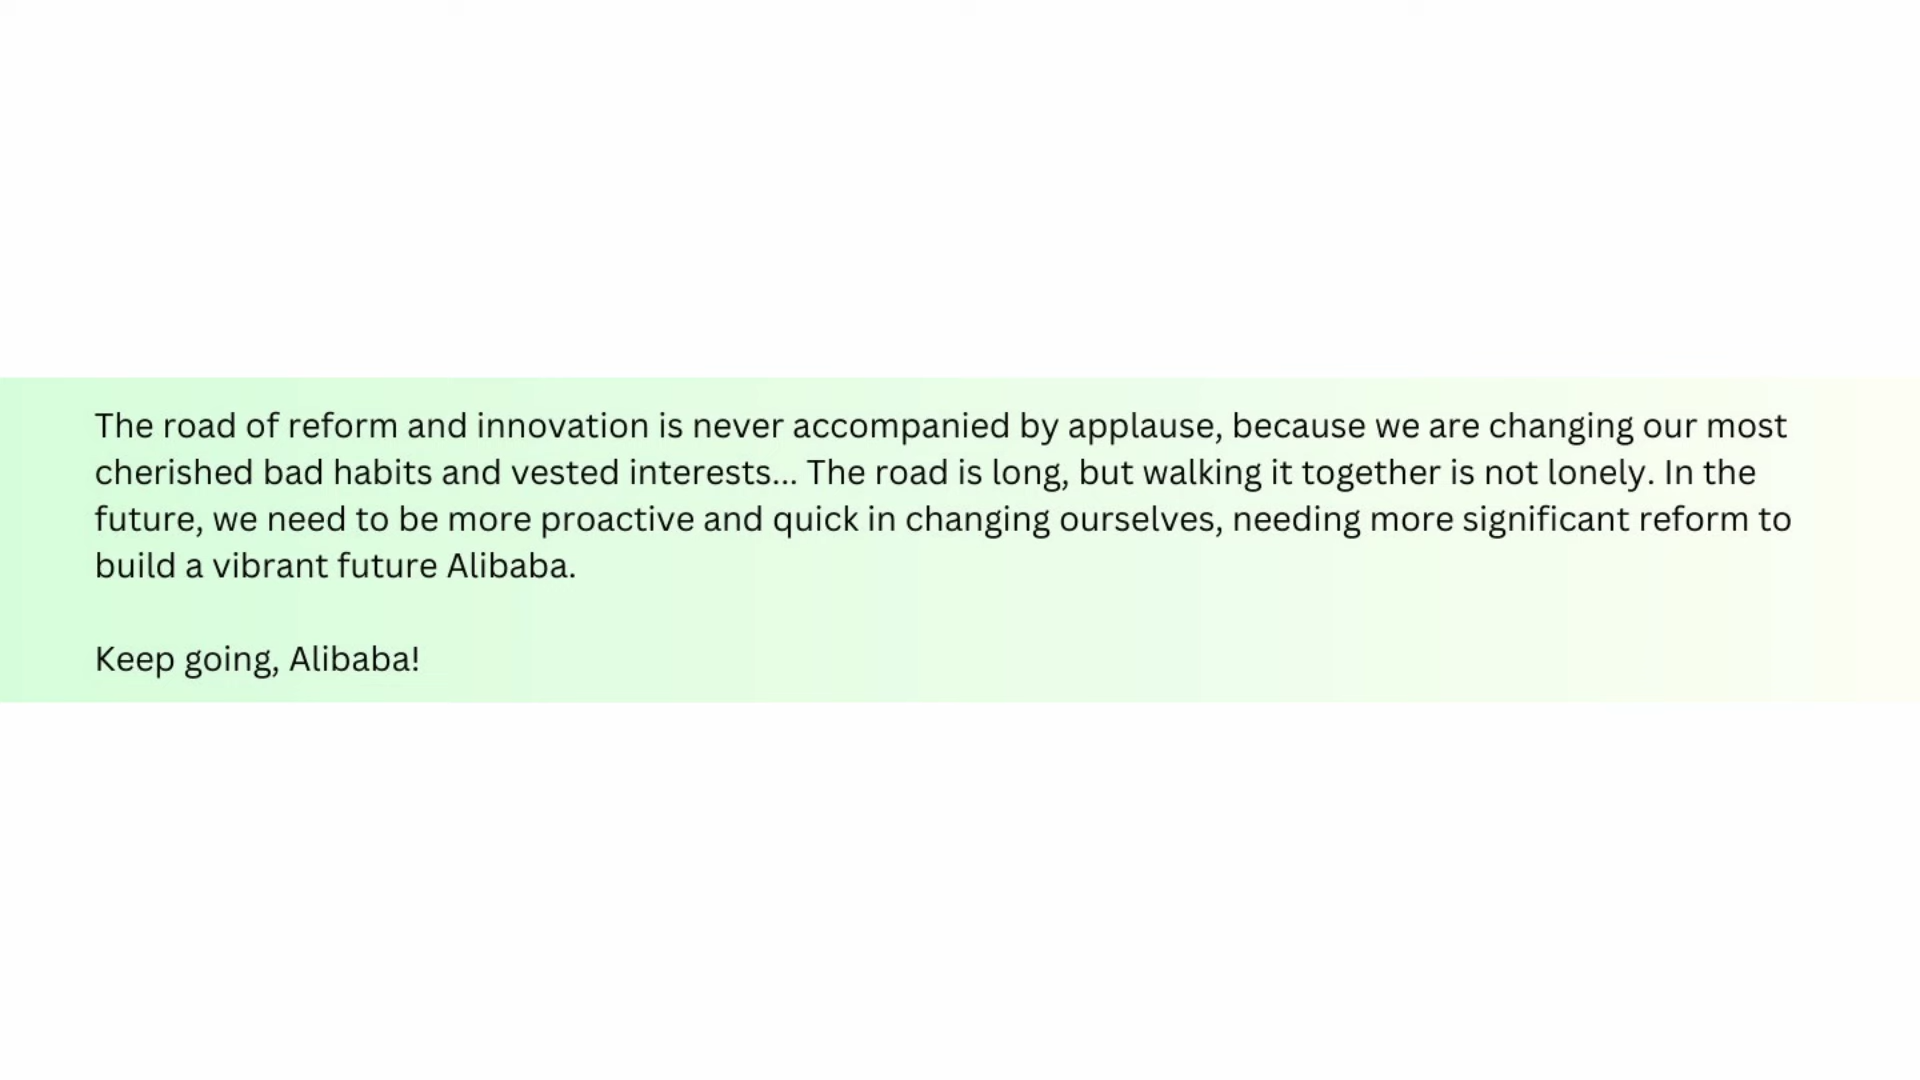 The road of reform and innovation is never accompanied by applause, because we are changing our most
cherished bad habits and vested interests... The road is long, but walking it together is not lonely. In the
future, we need to be more proactive and quick in changing ourselves, needing more significant reform to
build a vibrant future Alibaba.
Keep going, Alibaba!